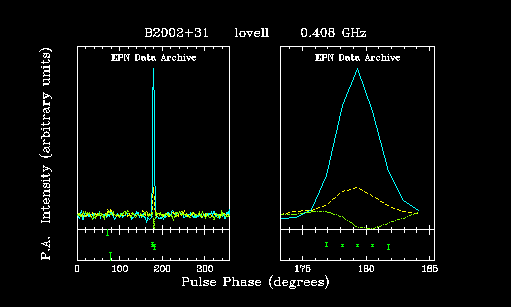 B2002+31 lovell 0.408 GHz
EPN Data Archive EPN Data Archive
P.A. Intensity (arbitrary units)
0 100 200 300 175 180 185
Pulse Phase (degrees)